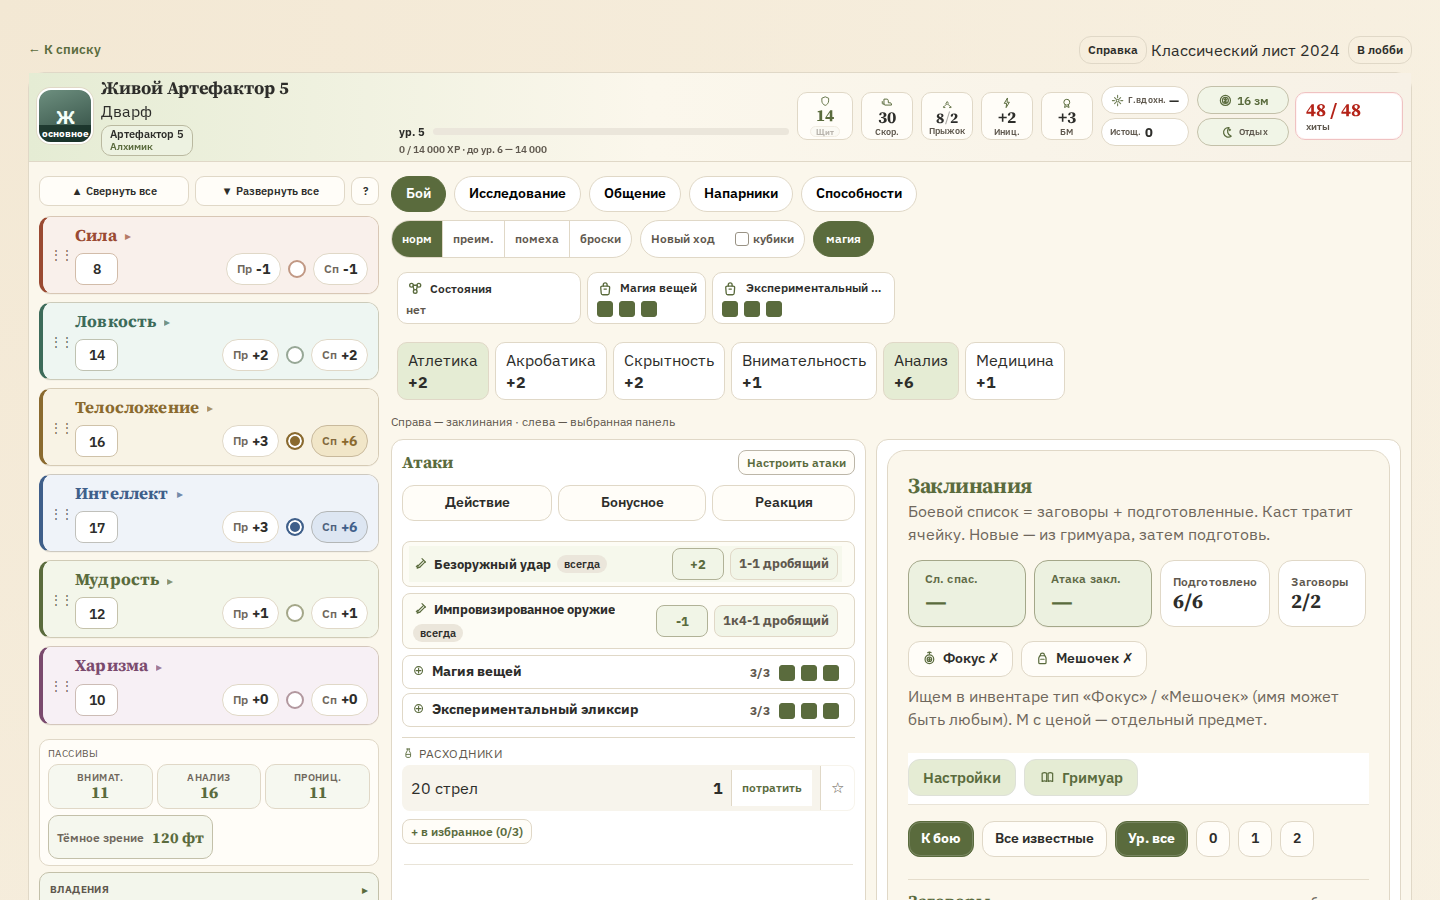 ← К списку
Справка Классический лист 2024 В лобби
Ж
основное
Живой Артефактор 5
Дварф
Артефактор 5
Алхимик
ур. 5
0 / 14 000 XP · до ур. 6 — 14 000
14
Щит
30
Скор.
8/2
Прыжок
+2
Иниц.
+3
БМ
Г.вдохн. —
Истощ. 0
16 зм
Отдых
48 / 48
хиты
▲ Свернуть все
▼ Развернуть все
?
Сила ▸
8 Пр -1 Сп -1
Ловкость ▸
14 Пр +2 Сп +2
Телосложение ▸
16 Пр +3 Сп +6
Интеллект ▸
17 Пр +3 Сп +6
Мудрость ▸
12 Пр +1 Сп +1
Харизма ▸
10 Пр +0 Сп +0
ПАССИВЫ
ВНИМАТ.
11
АНАЛИЗ
16
ПРОНИЦ.
11
Тёмное зрение 120 фт
ВЛАДЕНИЯ ▸
Бой Исследование Общение Напарники Способности
норм преим. помеха броски Новый ход кубики магия
Состояния
нет
Магия вещей
Экспериментальный ...
Атлетика
+2
Акробатика
+2
Скрытность
+2
Внимательность
+1
Анализ
+6
Медицина
+1
Справа — заклинания · слева — выбранная панель
Атаки Настроить атаки
Действие Бонусное Реакция
Безоружный удар всегда +2 1-1 дробящий
Импровизированное оружие
всегда
-1 1к4-1 дробящий
Магия вещей 3/3
Экспериментальный эликсир 3/3
РАСХОДНИКИ
20 стрел 1 потратить ☆
+ в избранное (0/3)
Заклинания
Боевой список = заговоры + подготовленные. Каст тратит
ячейку. Новые — из гримуара, затем подготовь.
Сл. спас.
—
Атака закл.
—
Подготовлено
6/6
Заговоры
2/2
Фокус ✗ Мешочек ✗
Ищем в инвентаре тип «Фокус» / «Мешочек» (имя может
быть любым). М с ценой — отдельный предмет.
Настройки Гримуар
К бою Все известные Ур. все 0 1 2